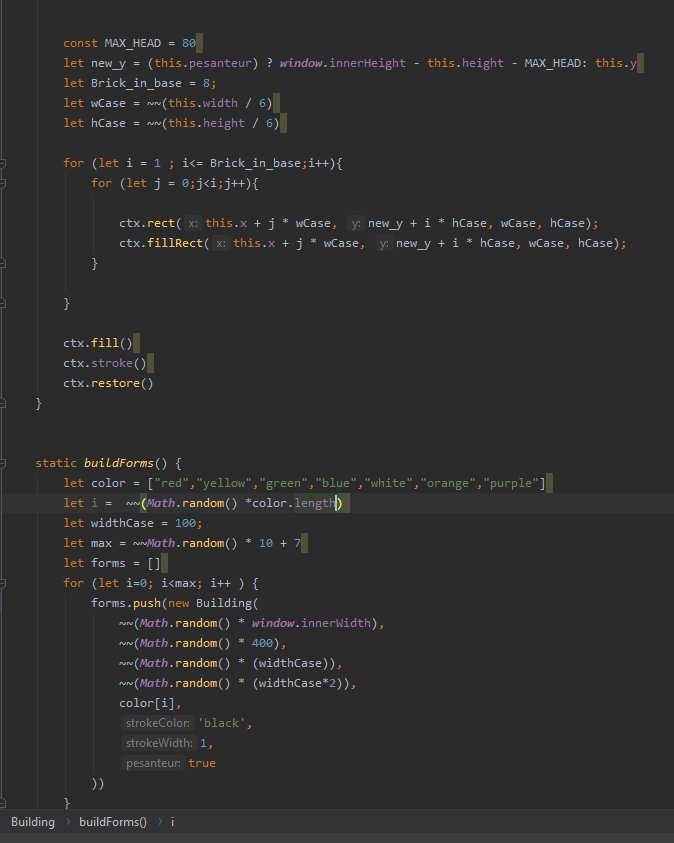 const MAX_HEAD = 80
let new_y = (this.pesanteur) ? window.innerHeight - this.height - MAX_HEAD: this.y
let Brick_in_base = 8;
let wCase = ~~(this.width / 6)
let hCase = ~~(this.height / 6)
for (let i = 1 ; i<= Brick_in_base;i++){
for (let j = 0;j<i;j++){
ctx.rect( x: this.x + j * wCase, y: new_y + i * hCase, wCase, hCase);
ctx.fillRect( x: this.x + j * wCase, y: new_y + i * hCase, wCase, hCase);
}
}
ctx.fill()
ctx.stroke()
ctx.restore()
}
static buildForms() {
let color = ["red","yellow","green","blue","white","orange","purple"]
let i =  ~~(Math.random() *color.length)
let widthCase = 100;
let max = ~~Math.random() * 10 + 7
let forms = []
for (let i=0; i<max; i++ ) {
forms.push(new Building(
~~(Math.random() * window.innerWidth),
~~(Math.random() * 400),
~~(Math.random() * (widthCase)),
~~(Math.random() * (widthCase*2)),
color[i],
strokeColor: 'black',
strokeWidth: 1,
pesanteur: true
))
}
Building > buildForms() > i